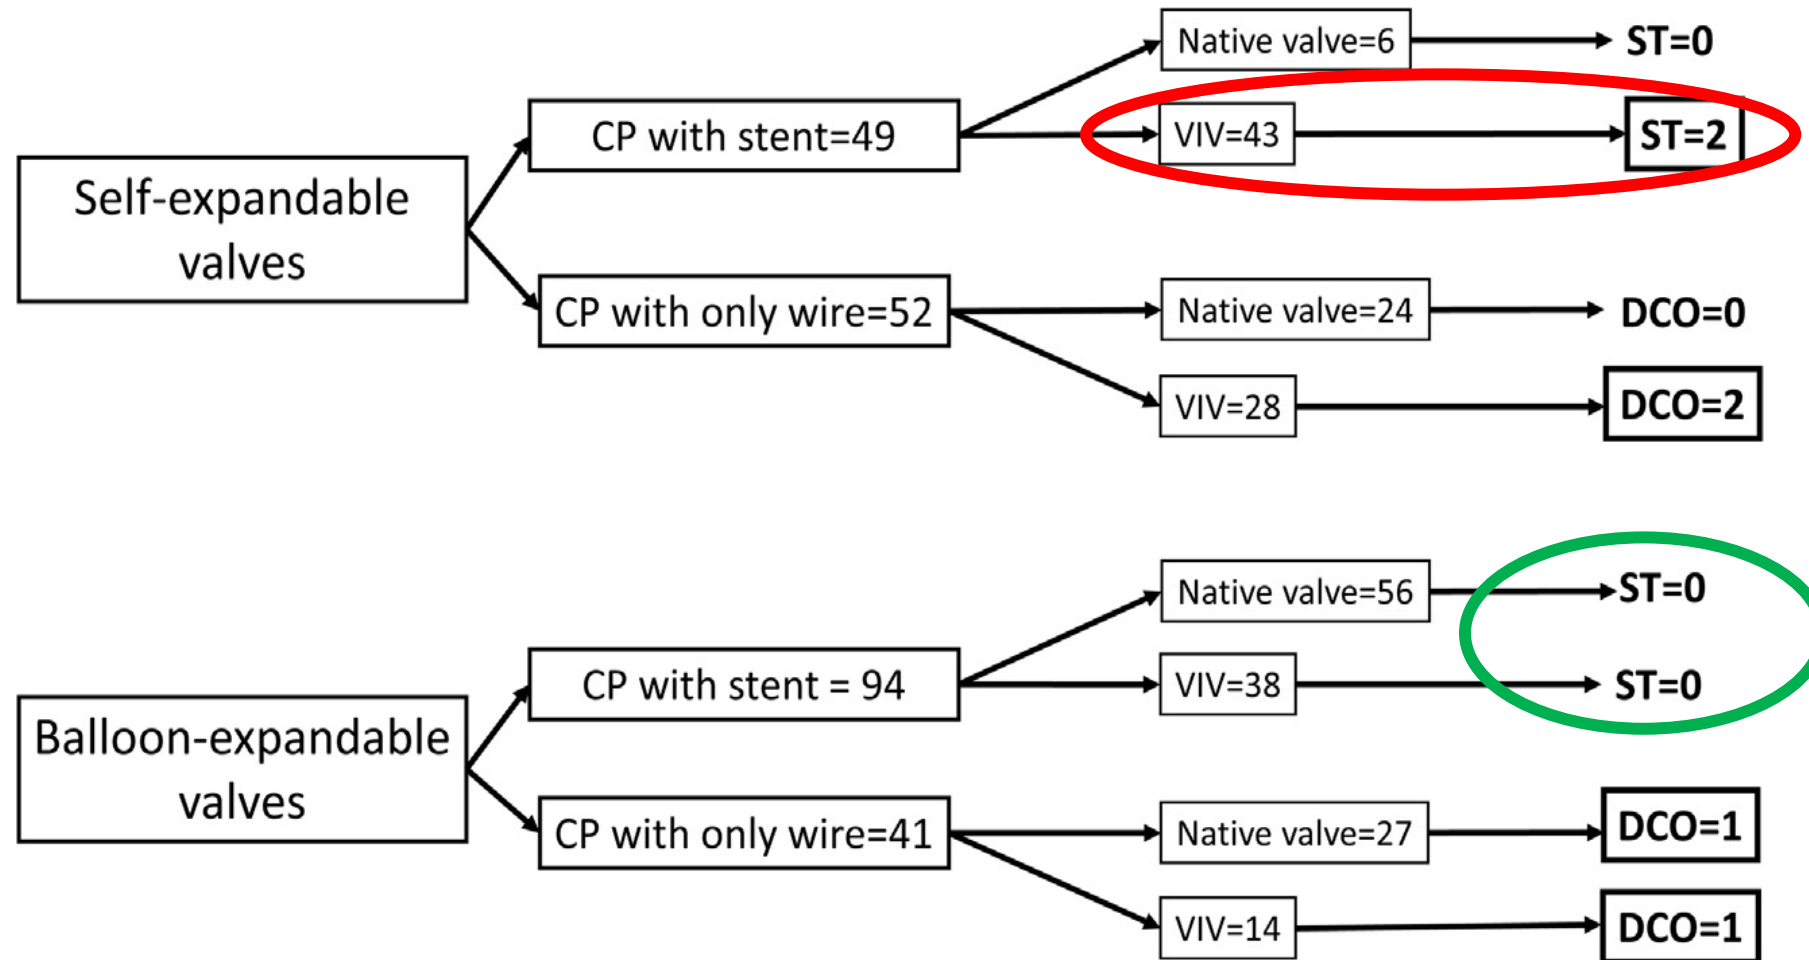 Native valve=6
ST=0
CP with stent=49
VIV=43
ST=2
Self-expandable
valves
CP with only wire=52
Native valve=24
DCO=0
VIV=28
DCO=2
Native valve=56
ST=0
CP with stent = 94
VIV=38
ST=0
Balloon-expandable
valves
CP with only wire=41
Native valve=27
DCO=1
VIV=14
DCO=1